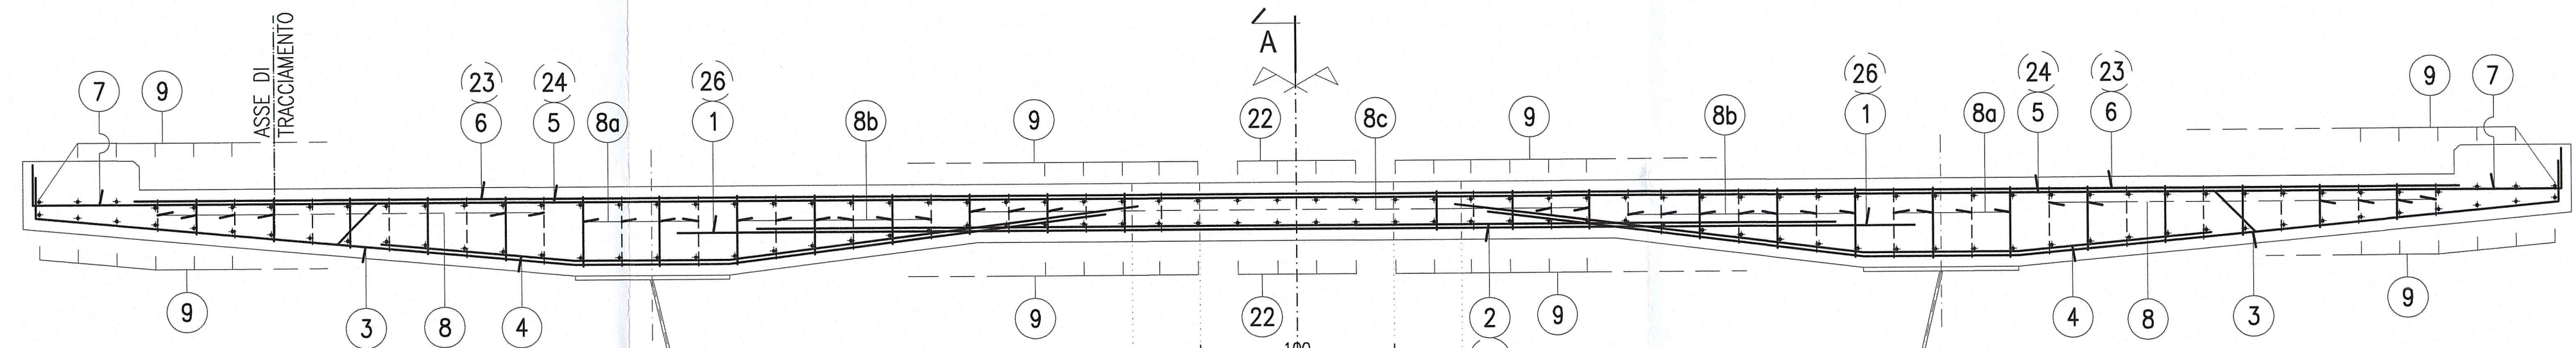 ASSE DI
TRACCIAMENTO
A
(23) (24) (26) (26) (24) (23)
7 9 6 5 8a 1 8b 9 22 8c 9 8b 1 8a 5 6 9 7
9 3 8 4 9 22 2 9 4 8 3 9